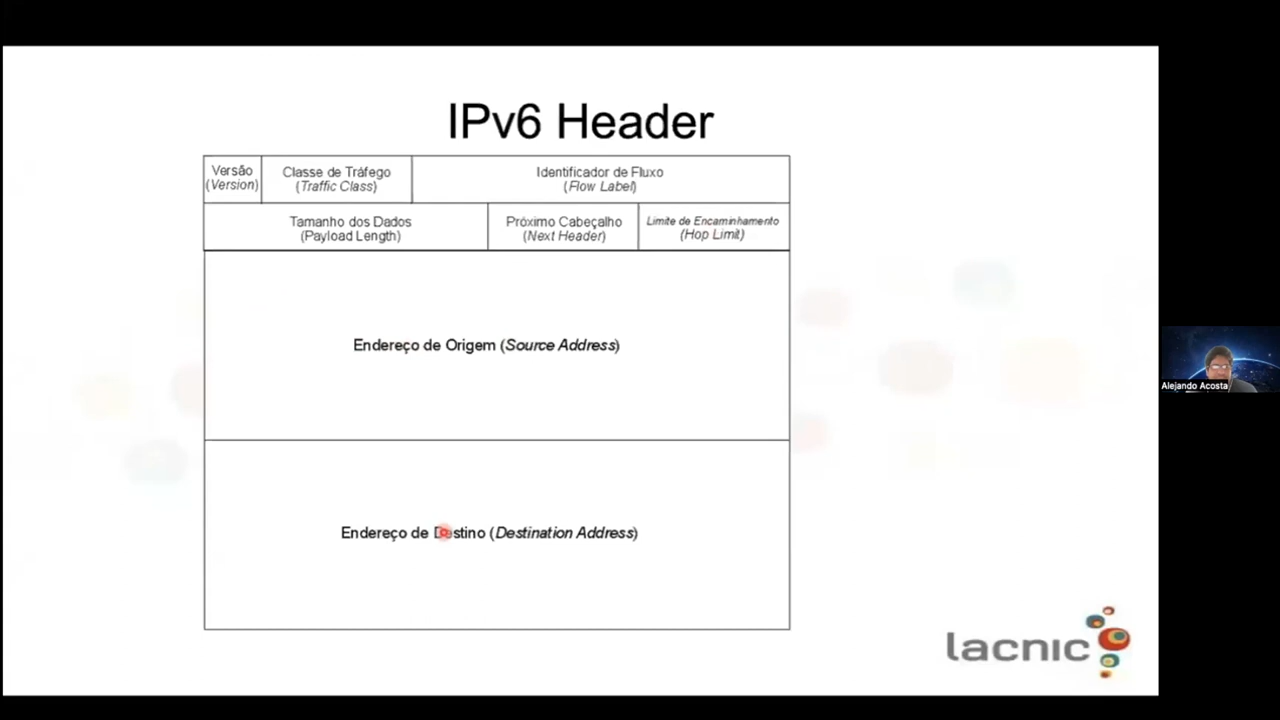 IPv6 Header
Versão
(Version)
Classe de Tráfego
(Traffic Class)
Identificador de Fluxo
(Flow Label)
Tamanho dos Dados
(Payload Length)
Próximo Cabeçalho
(Next Header)
Limite de Encaminhamento
(Hop Limit)
Endereço de Origem (Source Address)
Endereço de Destino (Destination Address)
lacnic
Alejando Acosta